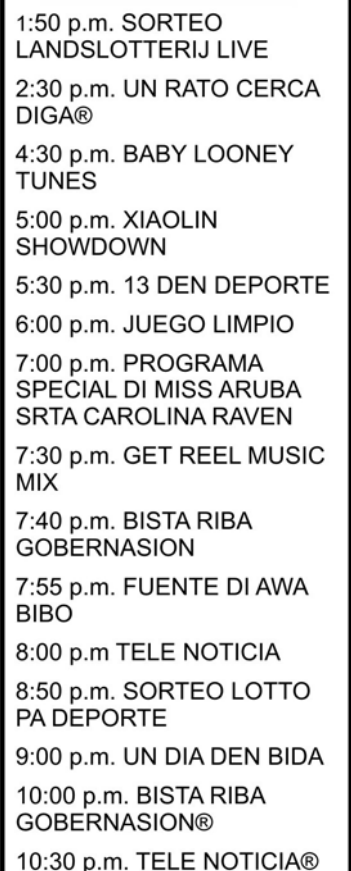 1:50 p.m. SORTEO
LANDSLOTTERIJ LIVE
2:30 p.m. UN RATO CERCA
DIGA®
4:30 p.m. BABY LOONEY
TUNES
5:00 p.m. XIAOLIN
SHOWDOWN
5:30 p.m. 13 DEN DEPORTE
6:00 p.m. JUEGO LIMPIO
7:00 p.m. PROGRAMA
SPECIAL DI MISS ARUBA
SRTA CAROLINA RAVEN
7:30 p.m. GET REEL MUSIC
MIX
7:40 p.m. BISTA RIBA
GOBERNASION
7:55 p.m. FUENTE DI AWA
BIBO
8:00 p.m TELE NOTICIA
8:50 p.m. SORTEO LOTTO
PA DEPORTE
9:00 p.m. UN DIA DEN BIDA
10:00 p.m. BISTA RIBA
GOBERNASION®
10:30 p.m. TELE NOTICIA®